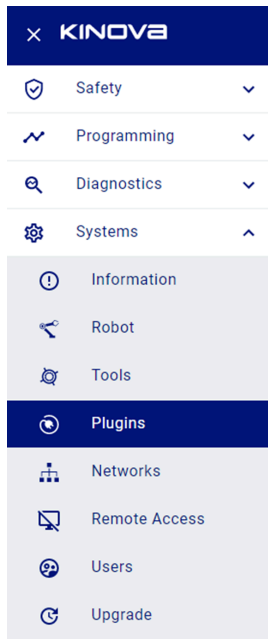 KINOVA
Safety
Programming
Diagnostics
Systems
Information
Robot
Tools
Plugins
Networks
Remote Access
Users
Upgrade